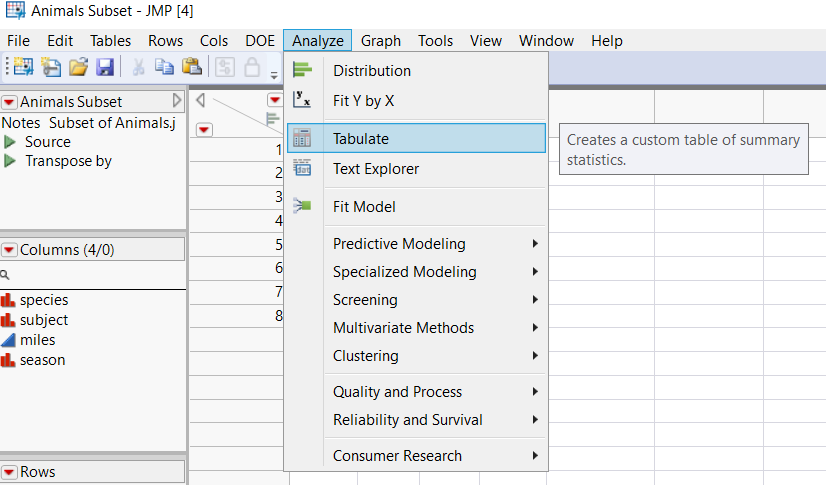 Animals Subset - JMP [4]
File Edit Tables Rows Cols DOE Analyze Graph Tools View Window Help
Animals Subset
Notes Subset of Animals.j
Source
Transpose by
Columns (4/0)
species
subject
miles
season
Rows
1
2
3
4
5
6
7
8
Distribution
y x
Fit Y by X
Tabulate
Text Explorer
Fit Model
Predictive Modeling
Specialized Modeling
Screening
Multivariate Methods
Clustering
Quality and Process
Reliability and Survival
Consumer Research
Creates a custom table of summary
statistics.